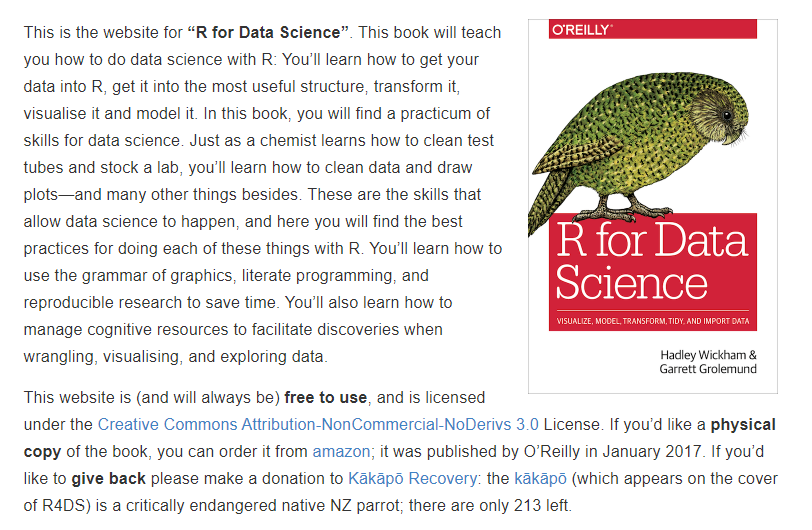 This is the website for “R for Data Science”. This book will teach
you how to do data science with R: You’ll learn how to get your
data into R, get it into the most useful structure, transform it,
visualise it and model it. In this book, you will find a practicum of
skills for data science. Just as a chemist learns how to clean test
tubes and stock a lab, you’ll learn how to clean data and draw
plots—and many other things besides. These are the skills that
allow data science to happen, and here you will find the best
practices for doing each of these things with R. You’ll learn how to
use the grammar of graphics, literate programming, and
reproducible research to save time. You’ll also learn how to
manage cognitive resources to facilitate discoveries when
wrangling, visualising, and exploring data.
O'REILLY®
R for Data
Science
VISUALIZE, MODEL, TRANSFORM, TIDY, AND IMPORT DATA
Hadley Wickham &
Garrett Grolemund
This website is (and will always be) free to use, and is licensed
under the Creative Commons Attribution-NonCommercial-NoDerivs 3.0 License. If you’d like a physical
copy of the book, you can order it from amazon; it was published by O’Reilly in January 2017. If you’d
like to give back please make a donation to Kākāpō Recovery: the kākāpō (which appears on the cover
of R4DS) is a critically endangered native NZ parrot; there are only 213 left.